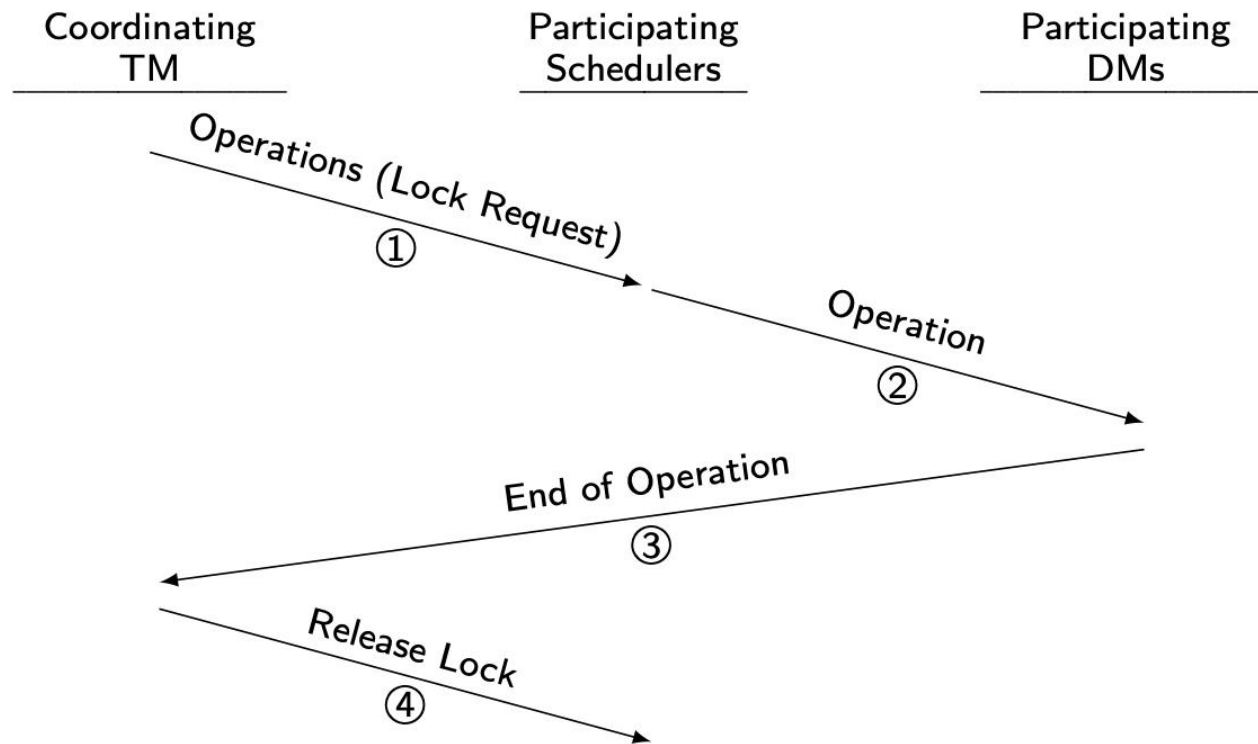 Coordinating
TM
Participating
Schedulers
Participating
DMs
Operations (Lock Request)
①
Operation
②
End of Operation
③
Release Lock
④